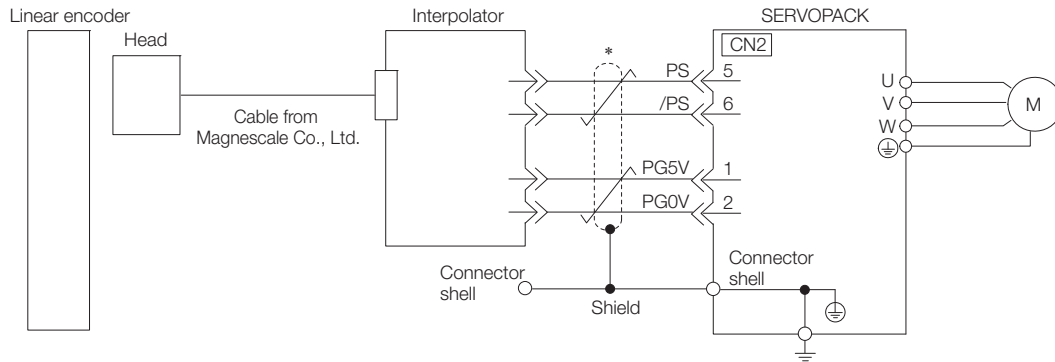 Linear encoder
Head
Cable from
Magnescale Co., Ltd.
Interpolator
*
SERVOPACK
CN2
PS
5
/PS
6
PG5V
1
PG0V
2
U
V
W
M
Connector
shell
Shield
Connector
shell